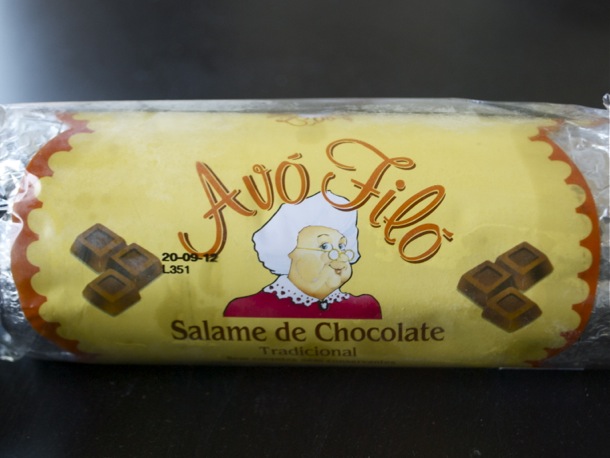 Avó Filó
20-09-12
L351
Salame de Chocolate
Tradicional